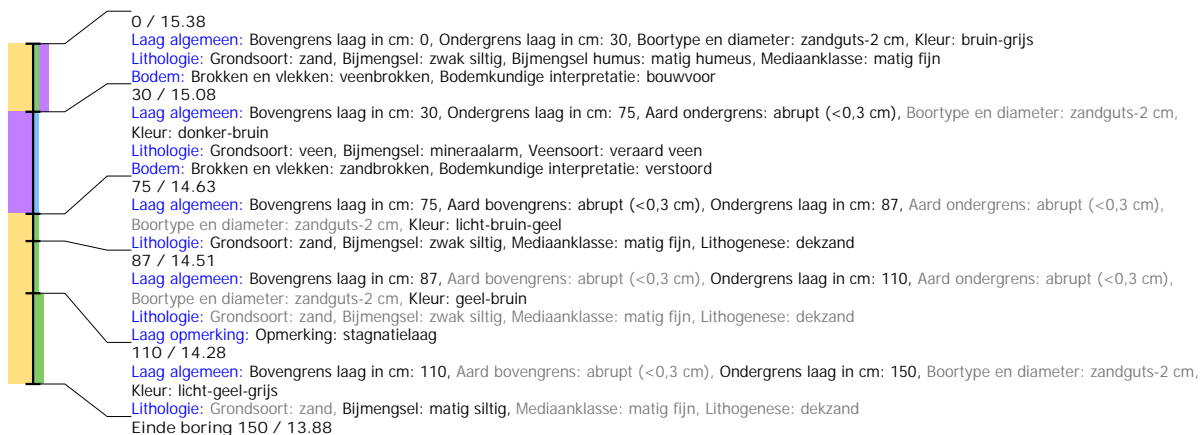 0 / 15.38
Laag algemeen: Bovengrens laag in cm: 0, Ondergrens laag in cm: 30, Boortype en diameter: zandguts-2 cm, Kleur: bruin-grijs
Lithologie: Grondsoort: zand, Bijmengsel: zwak siltig, Bijmengsel humus: matig humeus, Mediaanklasse: matig fijn
Bodem: Brokken en vlekken: veenbrokken, Bodemkundige interpretatie: bouwvoor
30 / 15.08
Laag algemeen: Bovengrens laag in cm: 30, Ondergrens laag in cm: 75, Aard ondergrens: abrupt (<0,3 cm), Boortype en diameter: zandguts-2 cm,
Kleur: donker-bruin
Lithologie: Grondsoort: veen, Bijmengsel: mineraalarm, Veensoort: veraard veen
Bodem: Brokken en vlekken: zandbrokken, Bodemkundige interpretatie: verstoord
75 / 14.63
Laag algemeen: Bovengrens laag in cm: 75, Aard bovengrens: abrupt (<0,3 cm), Ondergrens laag in cm: 87, Aard ondergrens: abrupt (<0,3 cm),
Boortype en diameter: zandguts-2 cm, Kleur: licht-bruin-geel
Lithologie: Grondsoort: zand, Bijmengsel: zwak siltig, Mediaanklasse: matig fijn, Lithogenese: dekzand
87 / 14.51
Laag algemeen: Bovengrens laag in cm: 87, Aard bovengrens: abrupt (<0,3 cm), Ondergrens laag in cm: 110, Aard ondergrens: abrupt (<0,3 cm),
Boortype en diameter: zandguts-2 cm, Kleur: geel-bruin
Lithologie: Grondsoort: zand, Bijmengsel: zwak siltig, Mediaanklasse: matig fijn, Lithogenese: dekzand
Laag opmerking: Opmerking: stagnatielaag
110 / 14.28
Laag algemeen: Bovengrens laag in cm: 110, Aard bovengrens: abrupt (<0,3 cm), Ondergrens laag in cm: 150, Boortype en diameter: zandguts-2 cm,
Kleur: licht-geel-grijs
Lithologie: Grondsoort: zand, Bijmengsel: matig siltig, Mediaanklasse: matig fijn, Lithogenese: dekzand
Einde boring 150 / 13.88